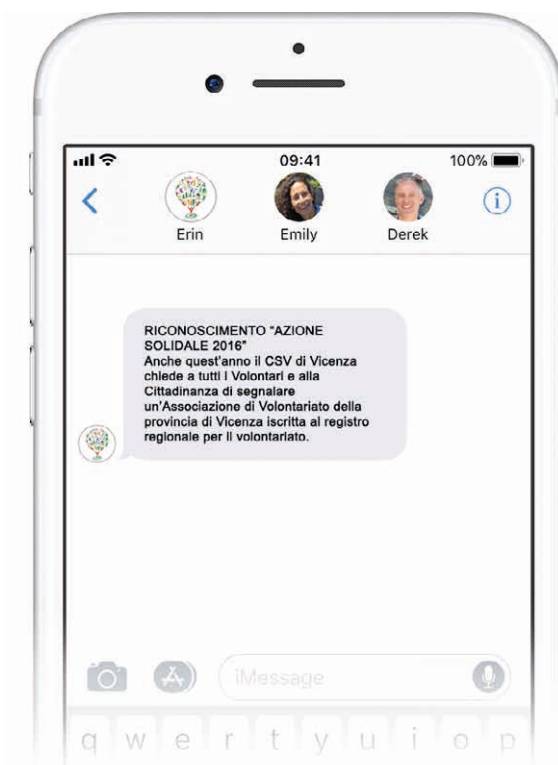 09:41
100%
Erin Emily Derek
RICONOSCIMENTO "AZIONE
SOLIDALE 2016"
Anche quest'anno il CSV di Vicenza
chiede a tutti i Volontari e alla
Cittadinanza di
segnalare
un'Associazione di Volontariato della
provincia di Vicenza iscritta al registro
regionale per il volontariato.
iMessage
q w e r t y u i o p